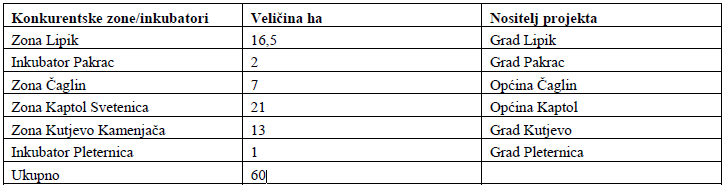 Konkurentske zone/inkubatori Veličina ha Nositelj projekta
Zona Lipik 16,5 Grad Lipik
Inkubator Pakrac 2 Grad Pakrac
Zona Čaglin 7 Općina Čaglin
Zona Kaptol Svetenica 21 Općina Kaptol
Zona Kutjevo Kamenjača 13 Grad Kutjevo
Inkubator Pleternica 1 Grad Pleternica
Ukupno 60